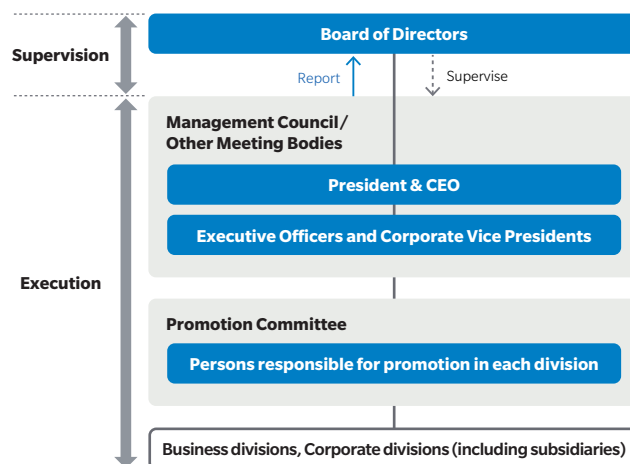 Board of Directors
Supervision
Report
Supervise
Management Council/
Other Meeting Bodies
President & CEO
Executive Officers and Corporate Vice Presidents
Execution
Promotion Committee
Persons responsible for promotion in each division
Business divisions, Corporate divisions (including subsidiaries)